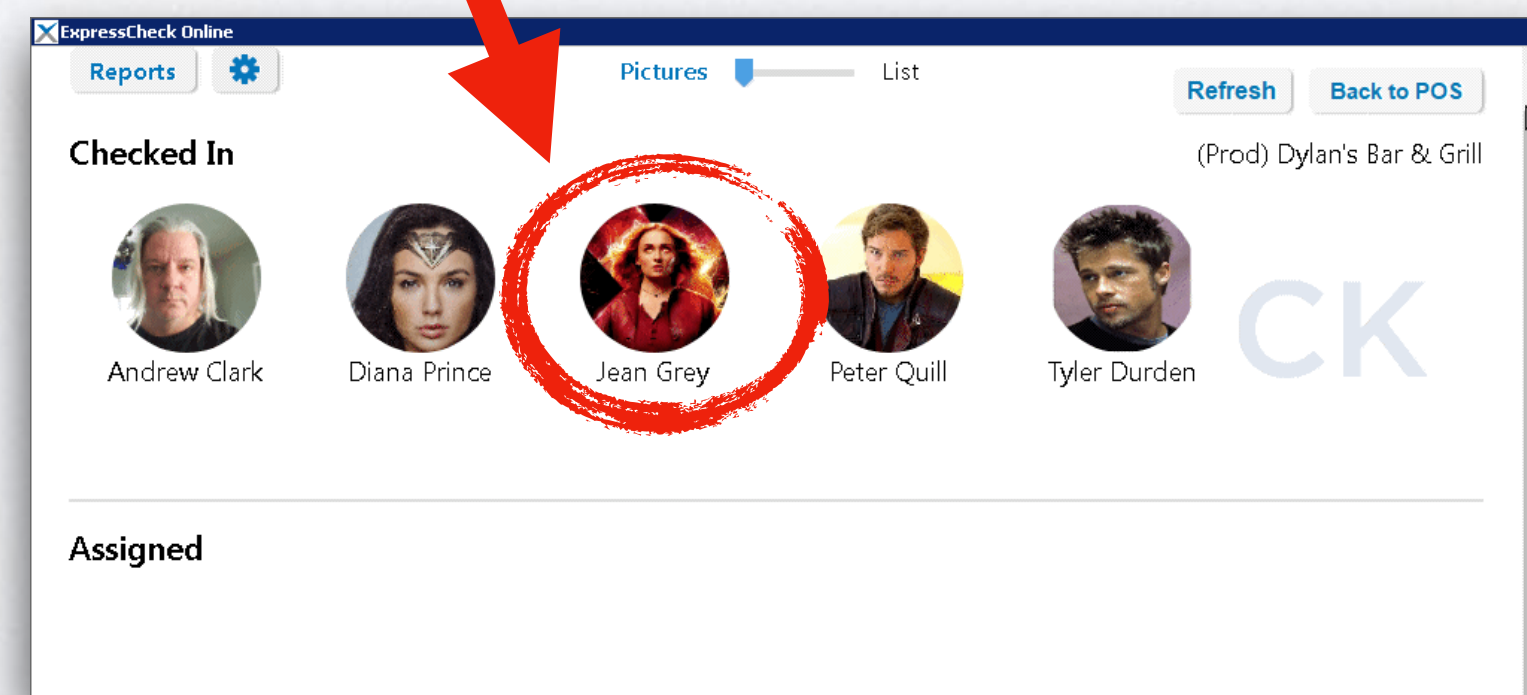 ExpressCheck Online
Reports
Pictures List
Refresh Back to POS
Checked In
(Prod) Dylan's Bar & Grill
Andrew Clark Diana Prince Jean Grey Peter Quill Tyler Durden
CK
Assigned